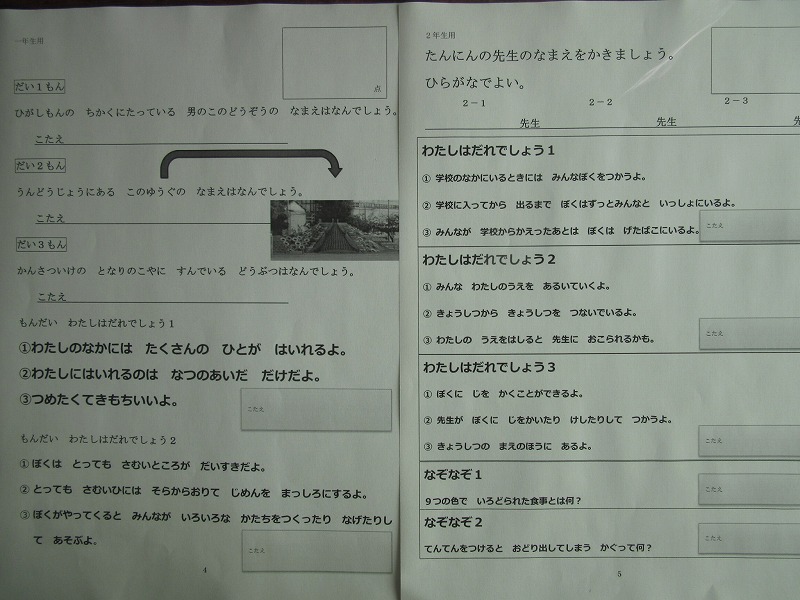 一年生用
点
だい１もん
ひがしもんの　ちかくにたっている　男のこのどうぞうの　なまえはなんでしょう。
こたえ
だい２もん
うんどうじょうにある　このゆうぐの　なまえはなんでしょう。
こたえ
だい３もん
かんさついけの　となりのこやに　すんでいる　どうぶつはなんでしょう。
こたえ
もんだい　わたしはだれでしょう１
①わたしのなかには　たくさんの　ひとが　はいれるよ。
②わたしにはいれるのは　なつのあいだ　だけだよ。
③つめたくてきもちいいよ。
こたえ
もんだい　わたしはだれでしょう２
① ぼくは　とっても　さむいところが　だいすきだよ。
② とっても　さむいひには　そらからおりて　じめんを　まっしろにするよ。
③ ぼくがやってくると　みんなが　いろいろな　かたちをつくったり　なげたりし
て　あそぶよ。
こたえ
4
２年生用
たんにんの先生のなまえをかきましょう。
ひらがなでよい。
２－１　２－２　２－３
先生　先生　先
わたしはだれでしょう１
① 学校のなかにいるときには　みんなぼくをつかうよ。
② 学校に入ってから　出るまで　ぼくはずっとみんなと　いっしょにいるよ。
③ みんなが　学校からかえったあとは　ぼくは　げたばこにいるよ。
こたえ
わたしはだれでしょう２
① みんな　わたしのうえを　あるいていくよ。
② きょうしつから　きょうしつを　つないでいるよ。
③ わたしの　うえをはしると　先生に　おこられるかも。
こたえ
わたしはだれでしょう３
① ぼくに　じを　かくことができるよ。
② 先生が　ぼくに　じをかいたり　けしたりして　つかうよ。
③ きょうしつの　まえのほうに　あるよ。
こたえ
なぞなぞ１
９つの色で　いろどられた食事とは何？
こたえ
なぞなぞ２
てんてんをつけると　おどり出してしまう　かぐって何？
こたえ
5